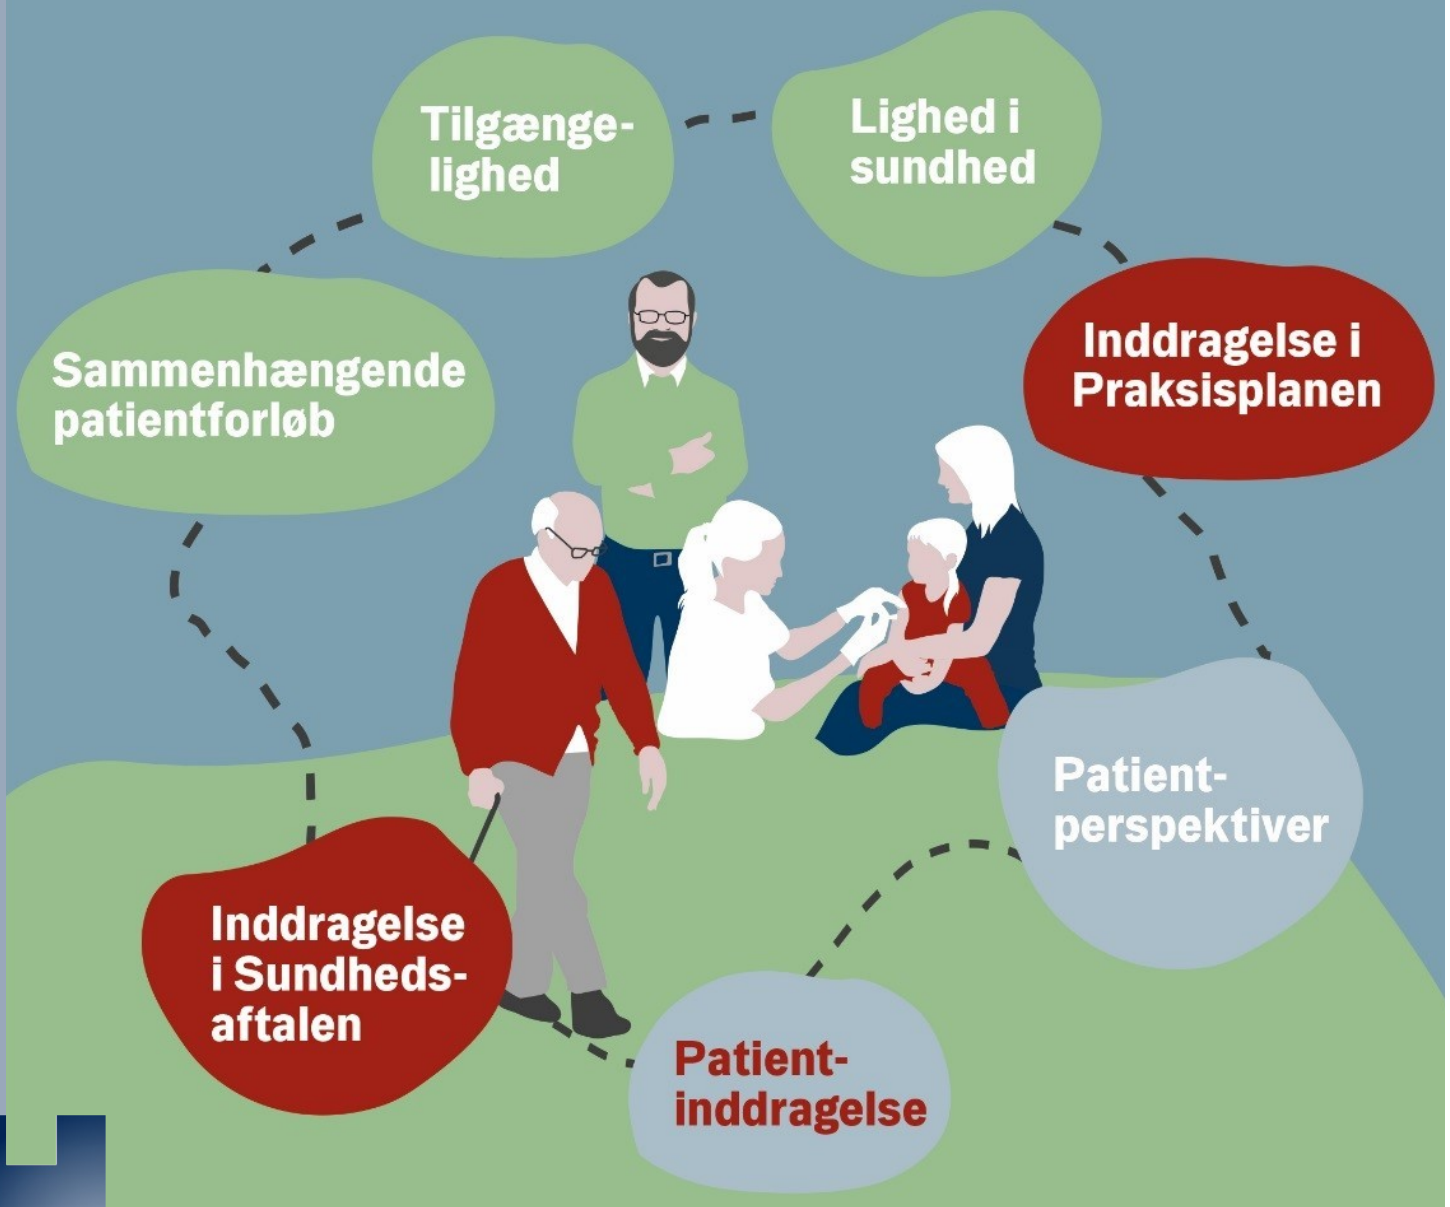 Tilgænge-
lighed
Lighed i
sundhed
Sammenhængende
patientforløb
Inddragelse i
Praksisplanen
Patient-
perspektiver
Inddragelse
i Sundheds-
aftalen
Patient-
inddragelse